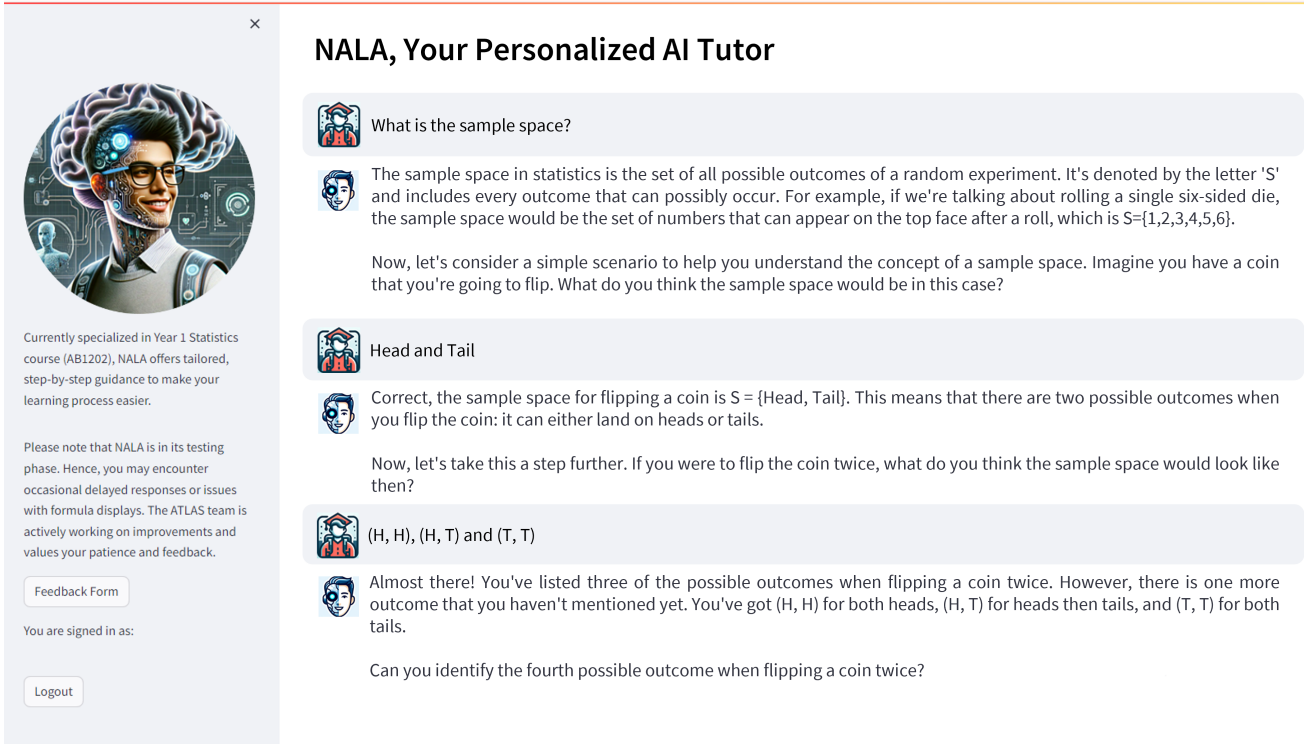 NALA, Your Personalized AI Tutor
What is the sample space?
The sample space in statistics is the set of all possible outcomes of a random experiment. It's denoted by the letter 'S'
and includes every outcome that can possibly occur. For example, if we're talking about rolling a single six-sided die,
the sample space would be the set of numbers that can appear on the top face after a roll, which is S={1,2,3,4,5,6}.
Now, let's consider a simple scenario to help you understand the concept of a sample space. Imagine you have a coin
that you're going to flip. What do you think the sample space would be in this case?
Head and Tail
Correct, the sample space for flipping a coin is S = {Head, Tail}. This means that there are two possible outcomes when
you flip the coin: it can either land on heads or tails.
Now, let's take this a step further. If you were to flip the coin twice, what do you think the sample space would look like
then?
(H, H), (H, T) and (T, T)
Almost there! You've listed three of the possible outcomes when flipping a coin twice. However, there is one more
outcome that you haven't mentioned yet. You've got (H, H) for both heads, (H, T) for heads then tails, and (T, T) for both
tails.
Can you identify the fourth possible outcome when flipping a coin twice?
Currently specialized in Year 1 Statistics
course (AB1202), NALA offers tailored,
step-by-step guidance to make your
learning process easier.
Please note that NALA is in its testing
phase. Hence, you may encounter
occasional delayed responses or issues
with formula displays. The ATLAS team is
actively working on improvements and
values your patience and feedback.
Feedback Form
You are signed in as:
Logout